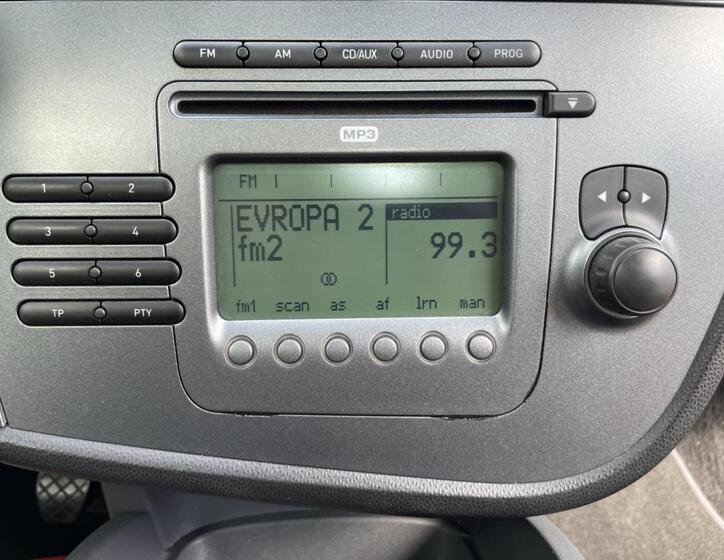 FM AM CD/AUX AUDIO PROG
MP3
FM
1 2
EVROPA 2 radio
3 4
fm2 99.3
5 6
fm1 scan as af lrn man
TP PTY